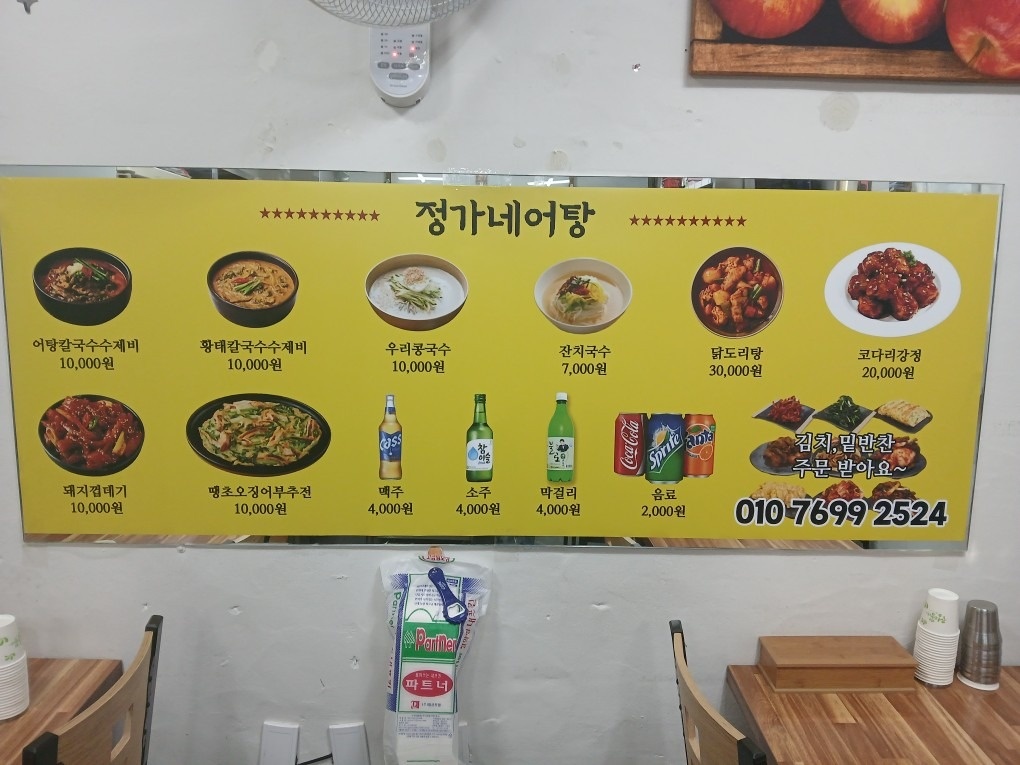 ★★★★★★★★★★ 정가네어탕 ★★★★★★★★★★
어탕칼국수수제비
10,000원
황태칼국수수제비
10,000원
우리콩국수
10,000원
잔치국수
7,000원
닭도리탕
30,000원
코다리강정
20,000원
돼지껍데기
10,000원
땡초오징어부추전
10,000원
Cass
맥주
4,000원
참이슬
소주
4,000원
막걸리
4,000원
Coca-Cola
Sprite
Fanta
음료
2,000원
김치,밑반찬
주문 받아요~
010 7699 2524
Partner
파트너